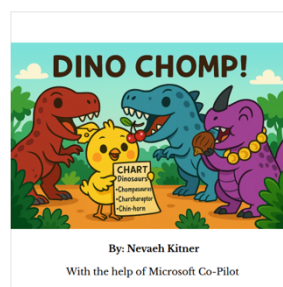 DINO CHOMP!
CHART
Dinosaurs
•Chompasaurus
•Charcharaptor
•Chin-horn
By: Nevaeh Kitner
With the help of Microsoft Co-Pilot